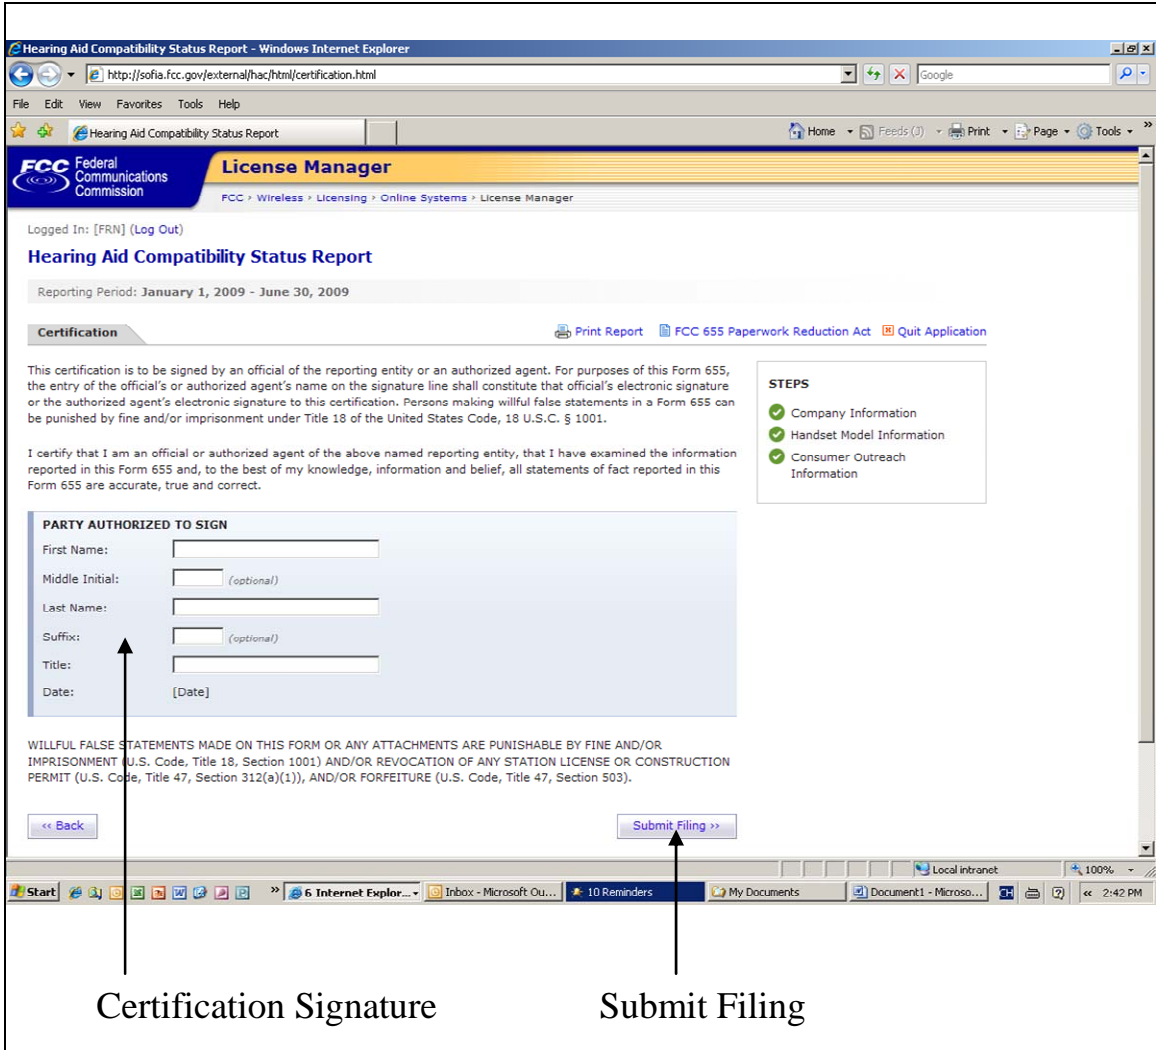 Hearing Aid Compatibility Status Report - Windows Internet Explorer
http://sofia.fcc.gov/external/hac/html/certification.html
Google
File Edit View Favorites Tools Help
Hearing Aid Compatibility Status Report
Home Feeds (J) Print Page Tools »
FCC Federal Communications Commission
License Manager
FCC > Wireless > Licensing > Online Systems > License Manager
Logged In: [FRN] (Log Out)
Hearing Aid Compatibility Status Report
Reporting Period: January 1, 2009 - June 30, 2009
Certification
Print Report FCC 655 Paperwork Reduction Act Quit Application
This certification is to be signed by an official of the reporting entity or an authorized agent. For purposes of this Form 655,
the entry of the official's or authorized agent's name on the signature line shall constitute that official's electronic signature
or the authorized agent's electronic signature to this certification. Persons making willful false statements in a Form 655 can
be punished by fine and/or imprisonment under Title 18 of the United States Code, 18 U.S.C. § 1001.
I certify that I am an official or authorized agent of the above named reporting entity, that I have examined the information
reported in this Form 655 and, to the best of my knowledge, information and belief, all statements of fact reported in this
Form 655 are accurate, true and correct.
STEPS
Company Information
Handset Model Information
Consumer Outreach
Information
PARTY AUTHORIZED TO SIGN
First Name:
Middle Initial: (optional)
Last Name:
Suffix: (optional)
Title:
Date: [Date]
WILLFUL FALSE STATEMENTS MADE ON THIS FORM OR ANY ATTACHMENTS ARE PUNISHABLE BY FINE AND/OR
IMPRISONMENT (U.S. Code, Title 18, Section 1001) AND/OR REVOCATION OF ANY STATION LICENSE OR CONSTRUCTION
PERMIT (U.S. Code, Title 47, Section 312(a)(1)), AND/OR FORFEITURE (U.S. Code, Title 47, Section 503).
<< Back
Submit Filing >>
Local intranet 100%
Start » 6 Internet Explor... Inbox - Microsoft Ou... 10 Reminders My Documents Document1 - Microso... CH « 2:42 PM
Certification Signature
Submit Filing